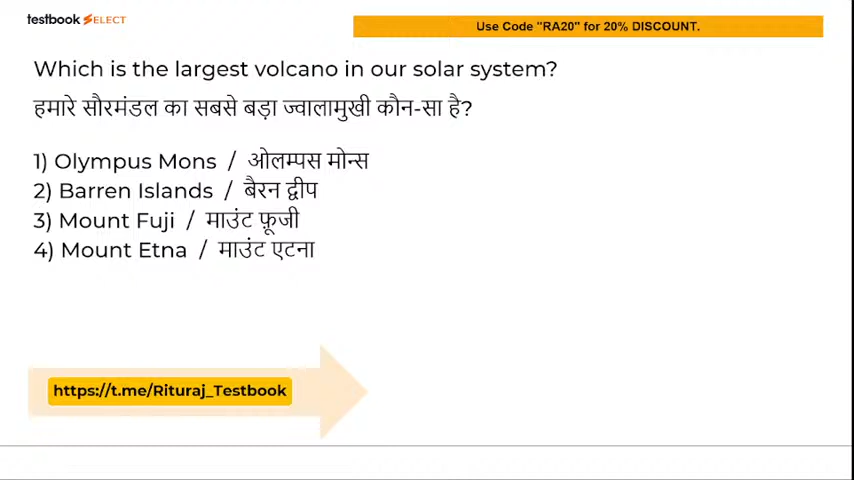 testbook SELECT
Use Code "RA20" for 20% DISCOUNT.
Which is the largest volcano in our solar system?
हमारे सौरमंडल का सबसे बड़ा ज्वालामुखी कौन-सा है?
1) Olympus Mons / ओलम्पस मोन्स
2) Barren Islands / बैरन द्वीप
3) Mount Fuji / माउंट फ़ूजी
4) Mount Etna / माउंट एटना
https://t.me/Rituraj_Testbook